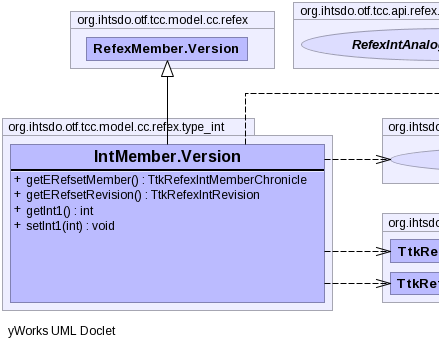 org.ihtsdo.otf.tcc.model.cc.refex
RefexMember.Version
org.ihtsdo.otf.tcc.api.refex.
RefexIntAnalog
org.ihtsdo.otf.tcc.model.cc.refex.type_int
IntMember.Version
+ getERefsetMember() : TtkRefexIntMemberChronicle
+ getERefsetRevision() : TtkRefexIntRevision
+ getInt1() : int
+ setInt1(int) : void
org.ihtsdo
org.ihtsdo
TtkRe
TtkRef
yWorks UML Doclet